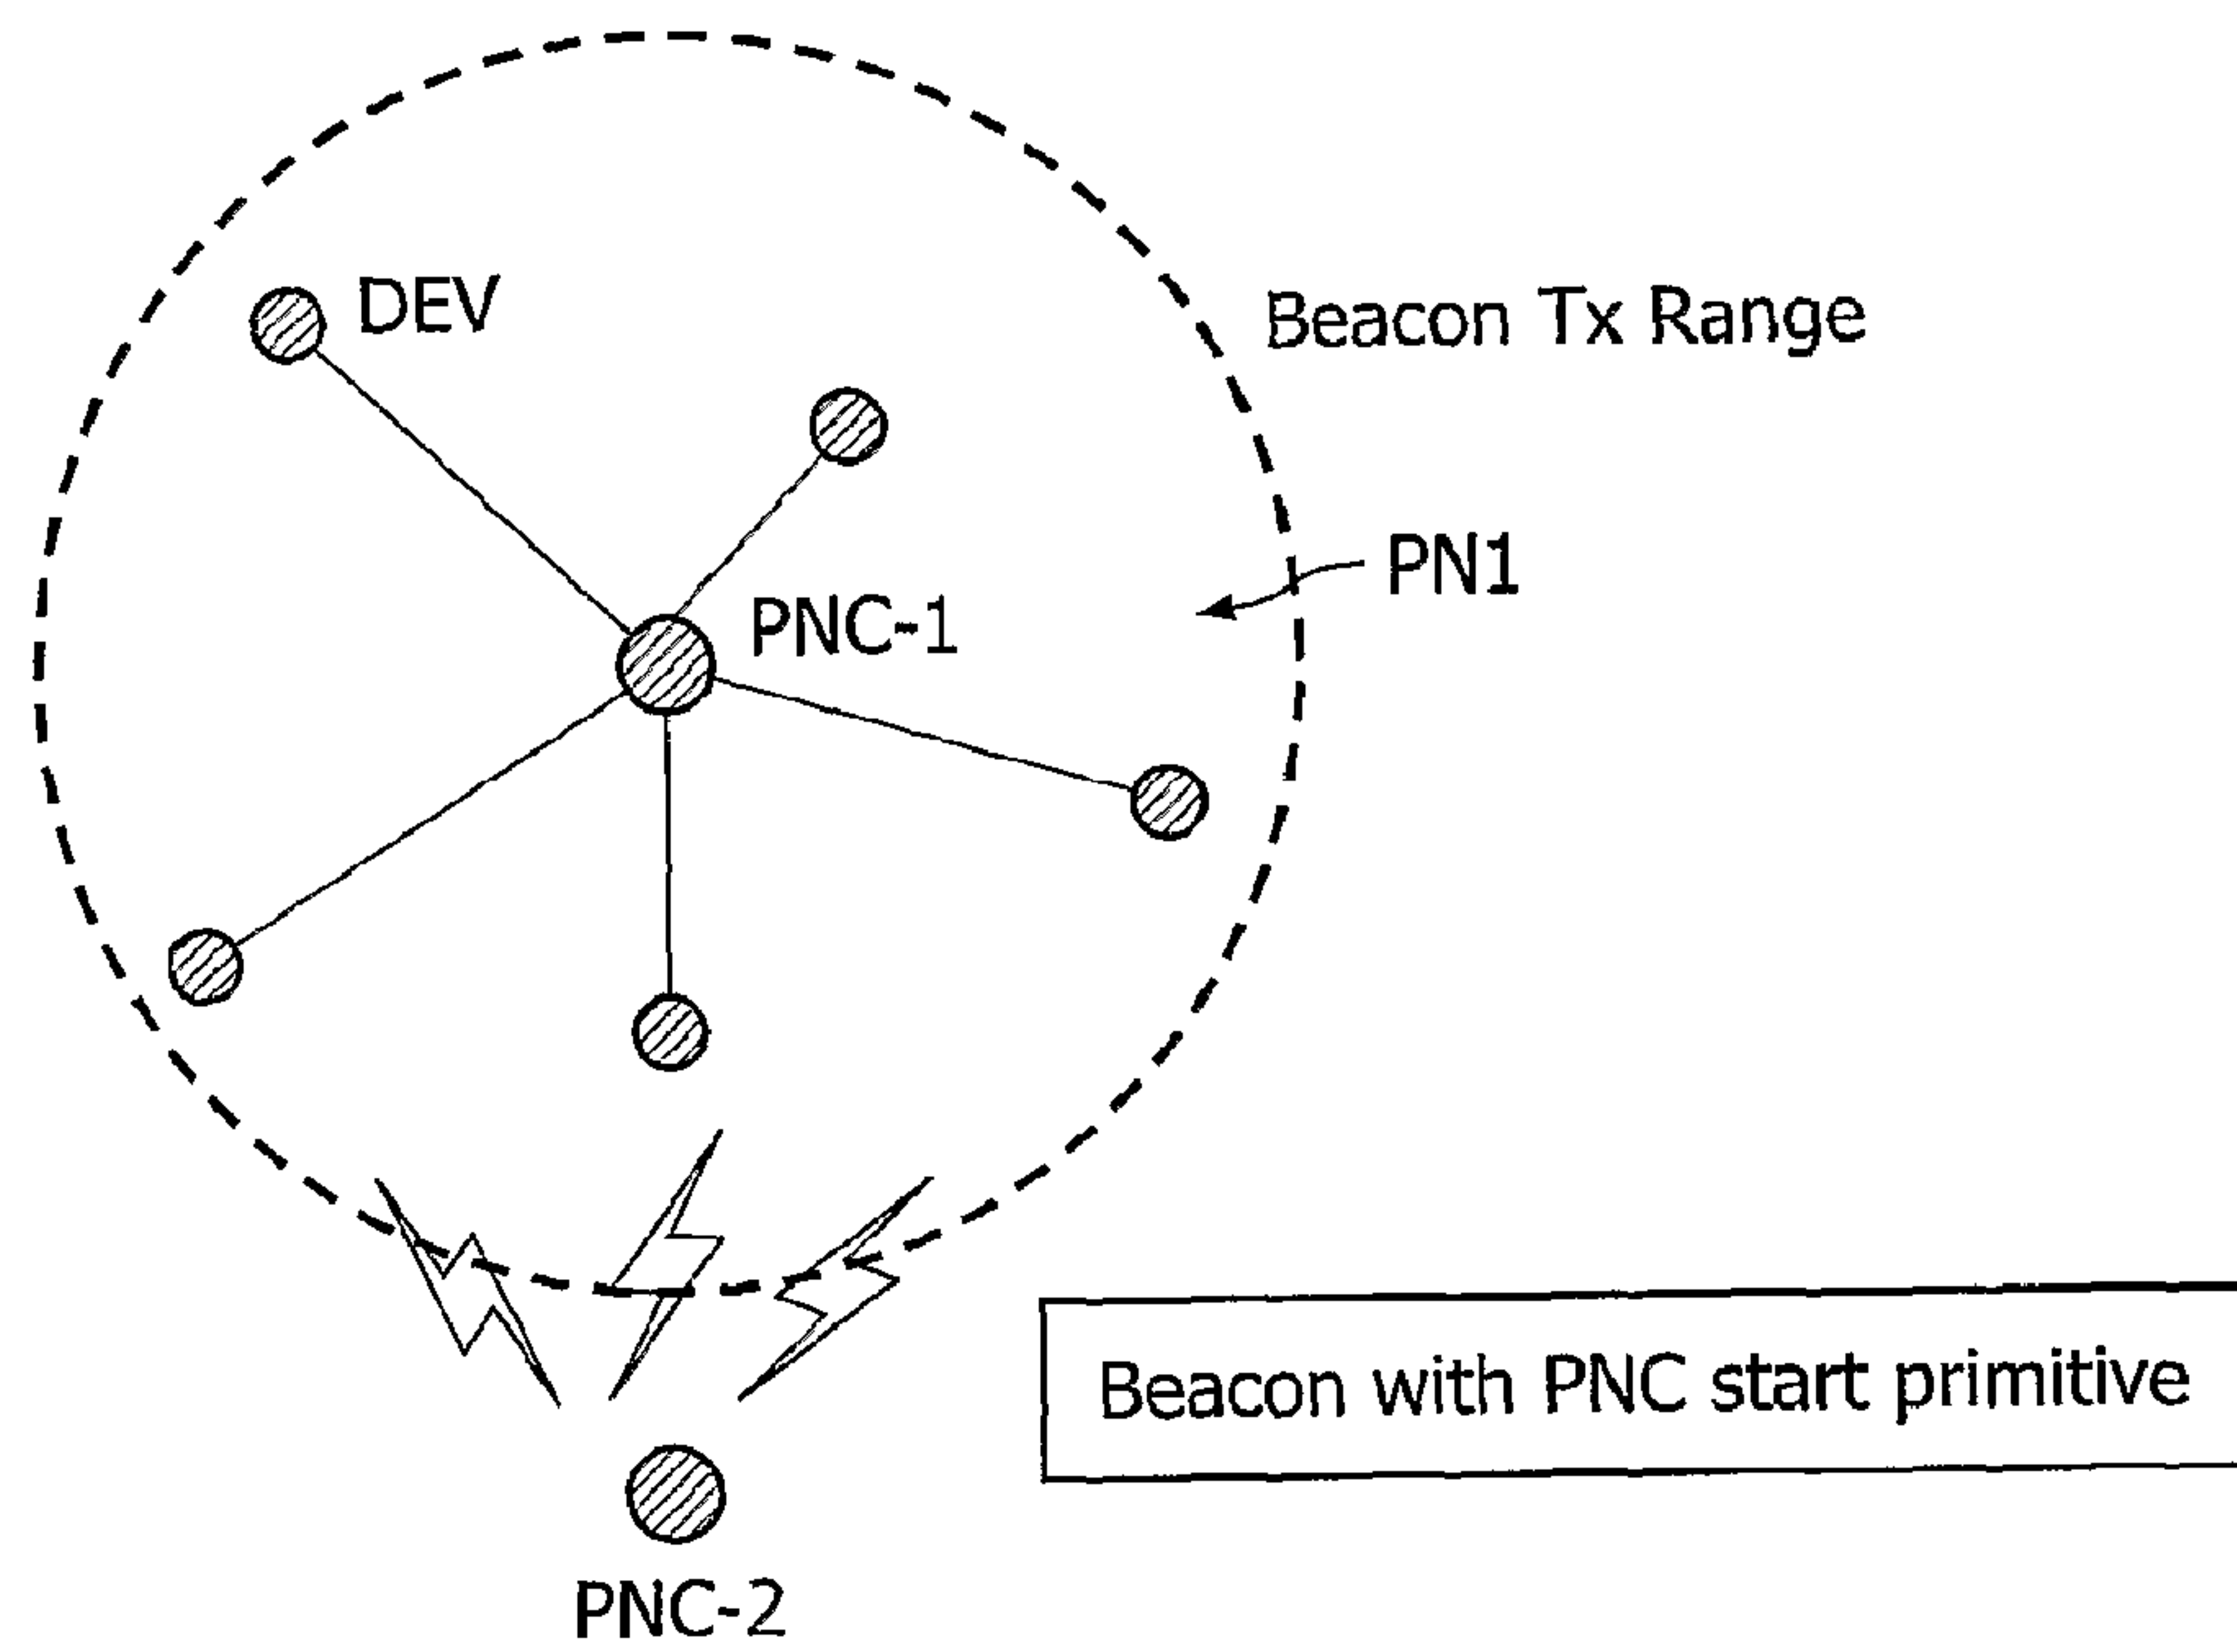 DEV
Beacon Tx Range
PN1
PNC-1
Beacon with PNC start primitive
PNC-2